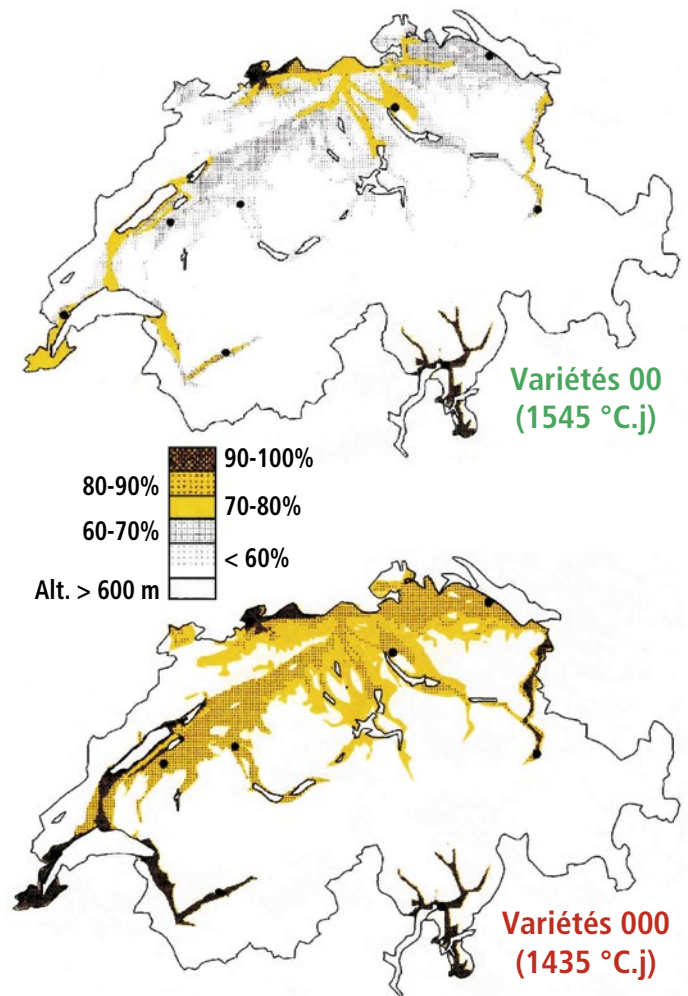 Variétés 00
(1545 °C.j)
90-100%
80-90%
70-80%
60-70%
< 60%
Alt. > 600 m
Variétés 000
(1435 °C.j)